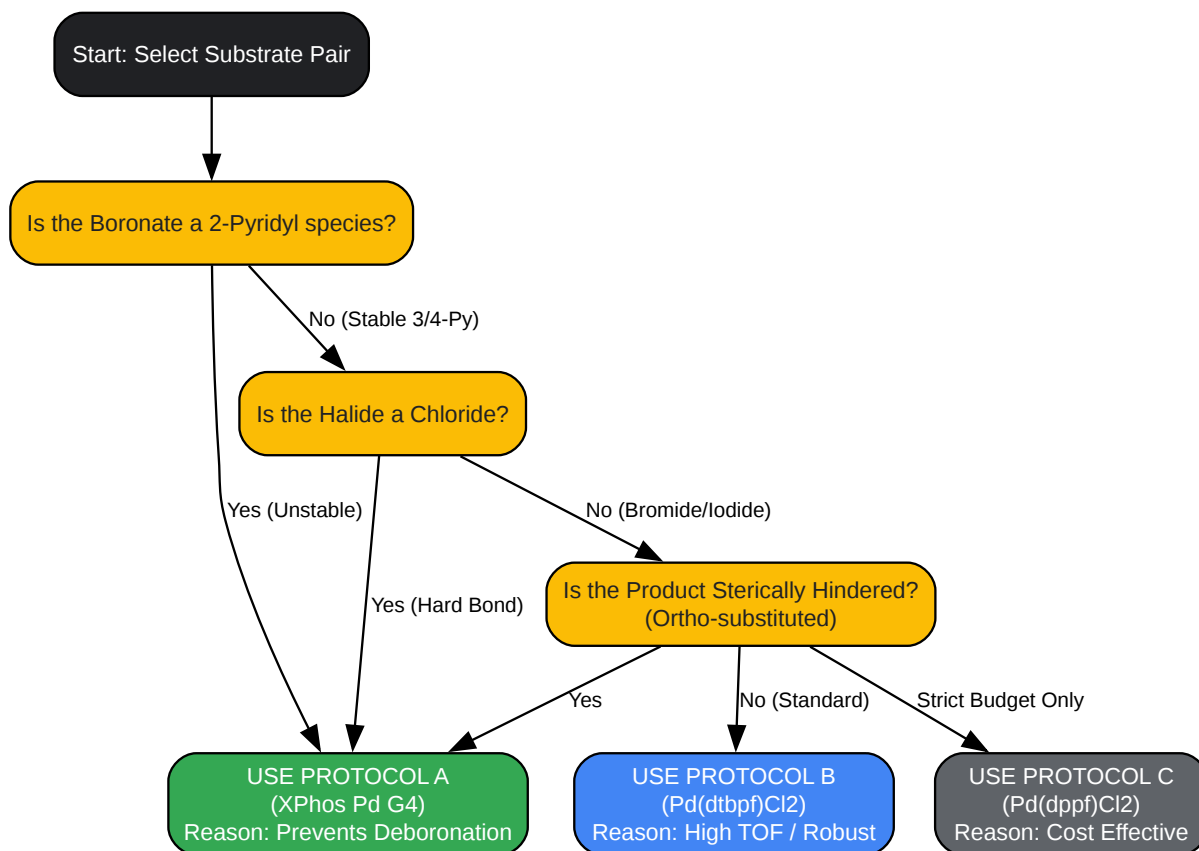 Start: Select Substrate Pair
Is the Boronate a 2-Pyridyl species?
No (Stable 3/4-Py)
Is the Halide a Chloride?
Yes (Unstable)
No (Bromide/Iodide)
Yes (Hard Bond)
Is the Product Sterically Hindered?
(Ortho-substituted)
Yes
No (Standard)
Strict Budget Only
USE PROTOCOL A
(XPhos Pd G4)
Reason: Prevents Deboronation
USE PROTOCOL B
(Pd(dtbpf)Cl2)
Reason: High TOF / Robust
USE PROTOCOL C
(Pd(dppf)Cl2)
Reason: Cost Effective